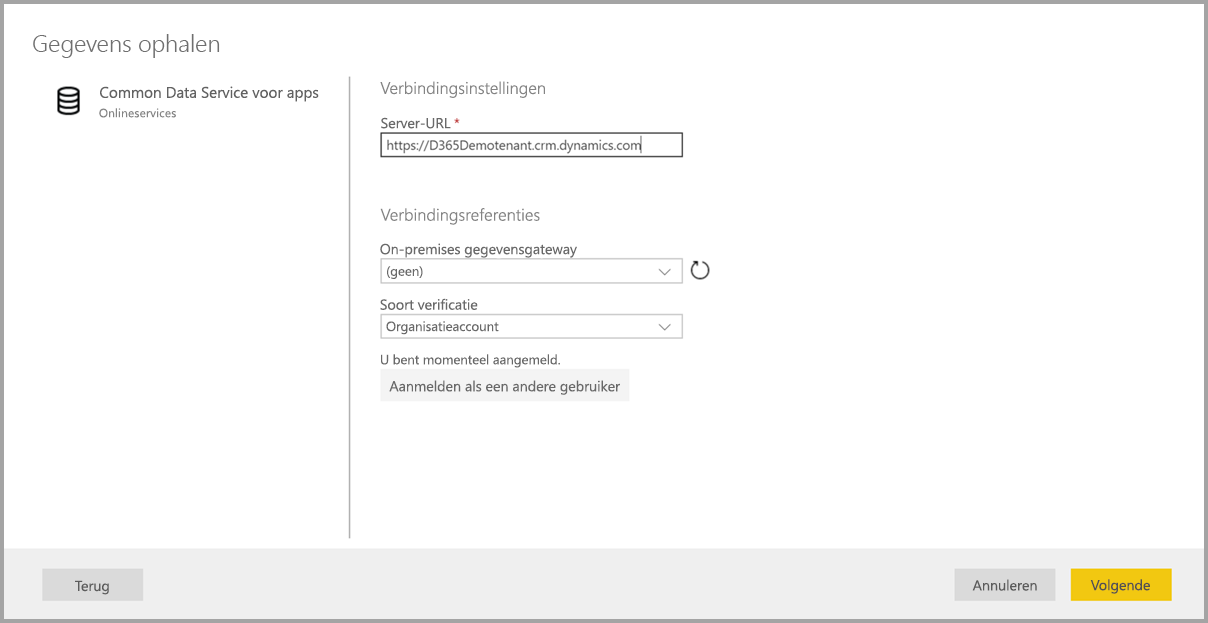 Gegevens ophalen
Common Data Service voor apps
Onlineservices
Verbindingsinstellingen
Server-URL *
https://D365Demotenant.crm.dynamics.com
Verbindingsreferenties
On-premises gegevensgateway
(geen)
Soort verificatie
Organisatieaccount
U bent momenteel aangemeld.
Aanmelden als een andere gebruiker
Terug
Annuleren
Volgende